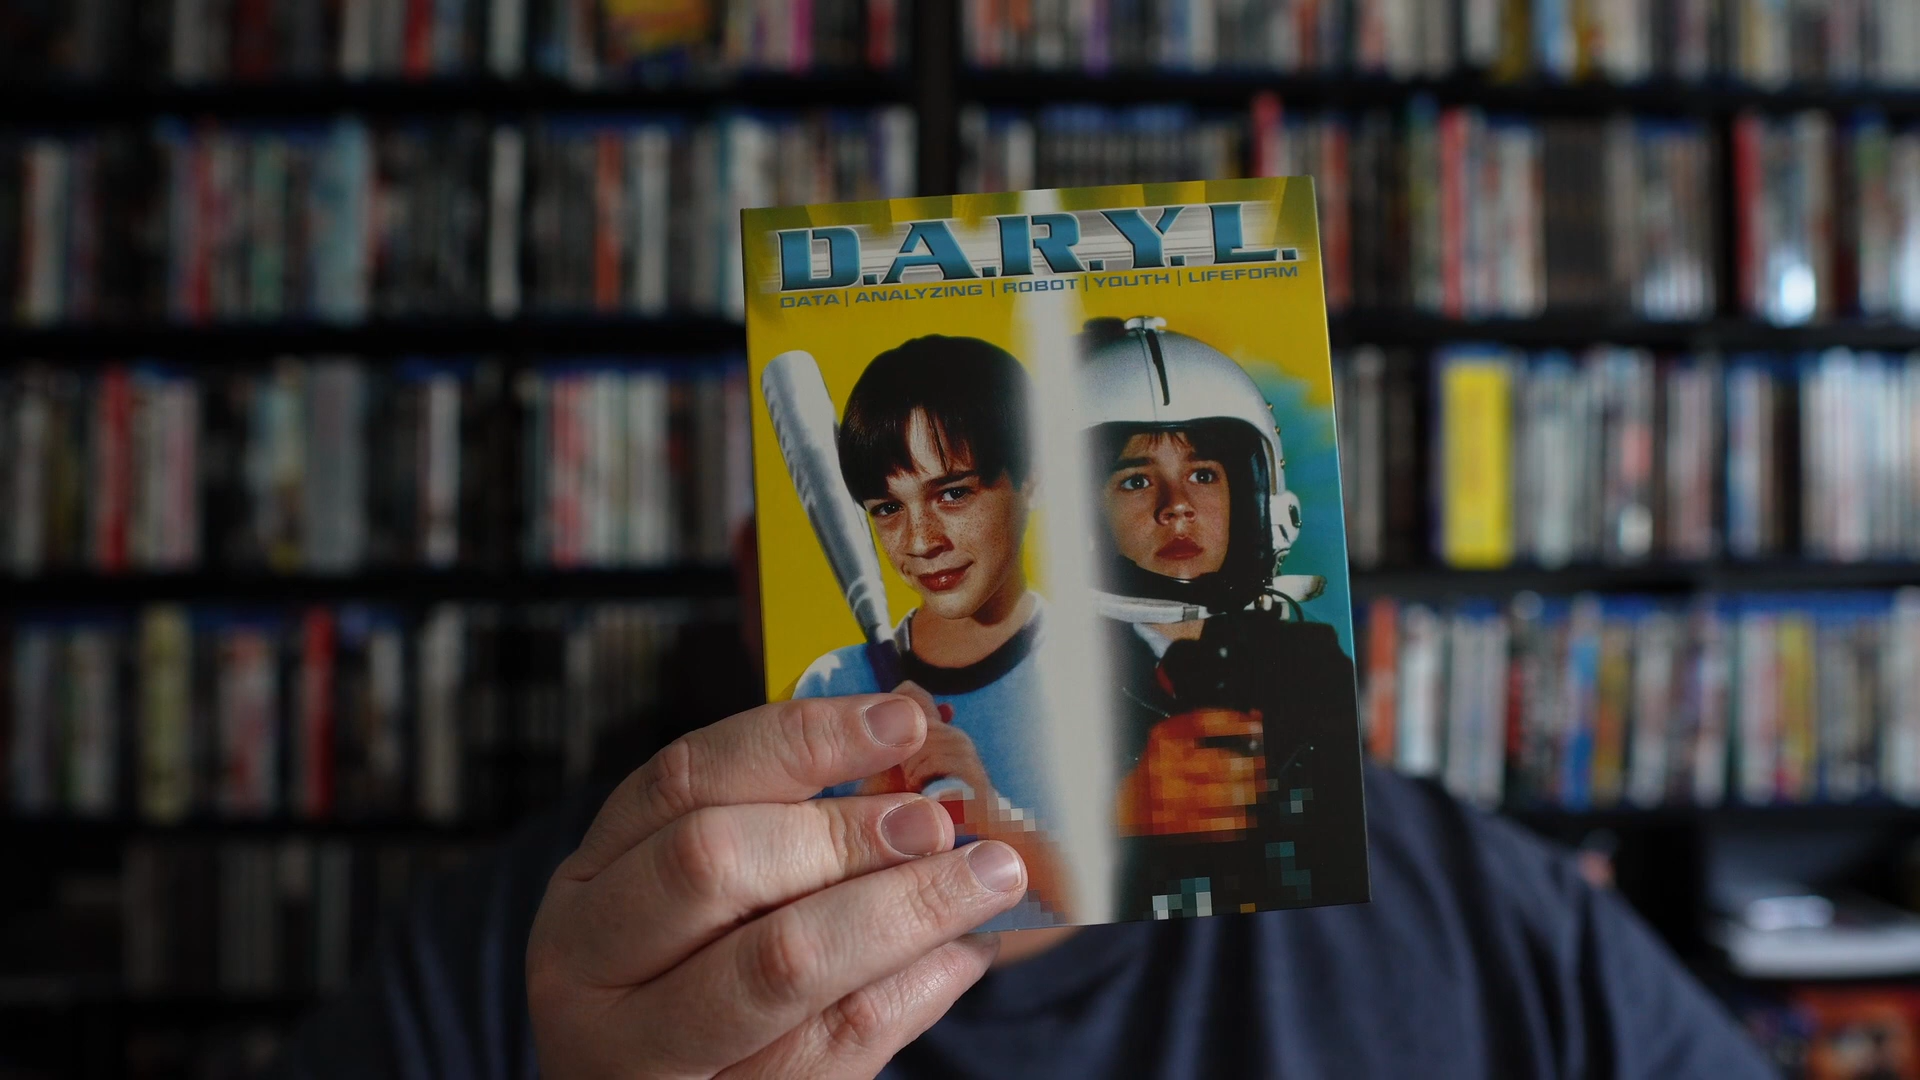 D.A.R.Y.L.
DATA | ANALYZING | ROBOT | YOUTH | LIFEFORM